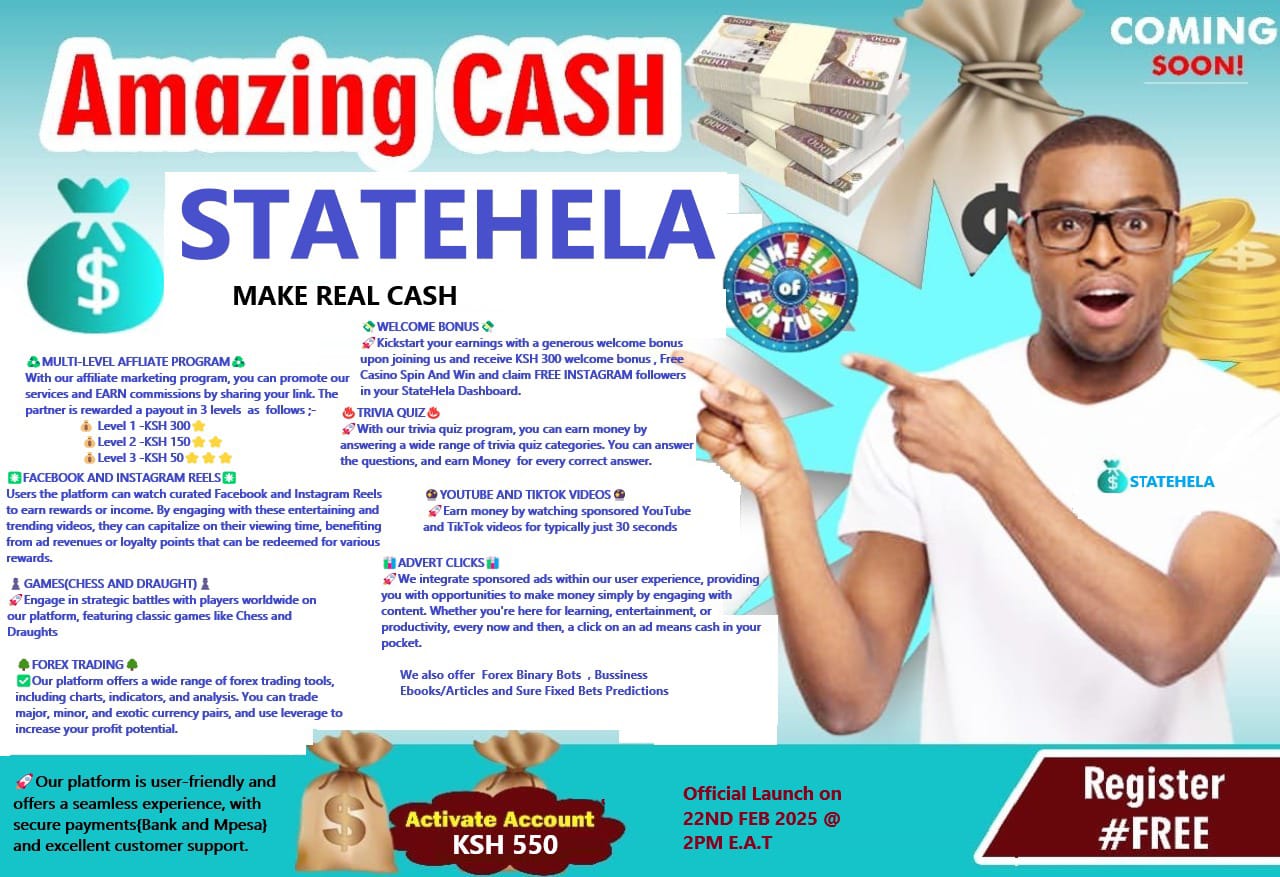 Amazing CASH
COMING
SOON!
STATEHELA
MAKE REAL CASH
WHEEL
of
FORTUNE
WELCOME BONUS
Kickstart your earnings with a generous welcome bonus
upon joining us and receive KSH 300 welcome bonus , Free
Casino Spin And Win and claim FREE INSTAGRAM followers
in your StateHela Dashboard.
MULTI-LEVEL AFFLIATE PROGRAM
With our affiliate marketing program, you can promote our
services and EARN commissions by sharing your link. The
partner is rewarded a payout in 3 levels as follows ;-
Level 1 -KSH 300
Level 2 -KSH 150
Level 3 -KSH 50
TRIVIA QUIZ
With our trivia quiz program, you can earn money by
answering a wide range of trivia quiz categories. You can answer
the questions, and earn Money for every correct answer.
FACEBOOK AND INSTAGRAM REELS
Users the platform can watch curated Facebook and Instagram Reels
to earn rewards or income. By engaging with these entertaining and
trending videos, they can capitalize on their viewing time, benefiting
from ad revenues or loyalty points that can be redeemed for various
rewards.
YOUTUBE AND TIKTOK VIDEOS
Earn money by watching sponsored YouTube
and TikTok videos for typically just 30 seconds
STATEHELA
GAMES(CHESS AND DRAUGHT)
Engage in strategic battles with players worldwide on
our platform, featuring classic games like Chess and
Draughts
ADVERT CLICKS
We integrate sponsored ads within our user experience, providing
you with opportunities to make money simply by engaging with
content. Whether you're here for learning, entertainment, or
productivity, every now and then, a click on an ad means cash in your
pocket.
FOREX TRADING
Our platform offers a wide range of forex trading tools,
including charts, indicators, and analysis. You can trade
major, minor, and exotic currency pairs, and use leverage to
increase your profit potential.
We also offer Forex Binary Bots , Bussiness
Ebooks/Articles and Sure Fixed Bets Predictions
Our platform is user-friendly and
offers a seamless experience, with
secure payments{Bank and Mpesa}
and excellent customer support.
$
Activate Account
KSH 550
Official Launch on
22ND FEB 2025 @
2PM E.A.T
Register
#FREE